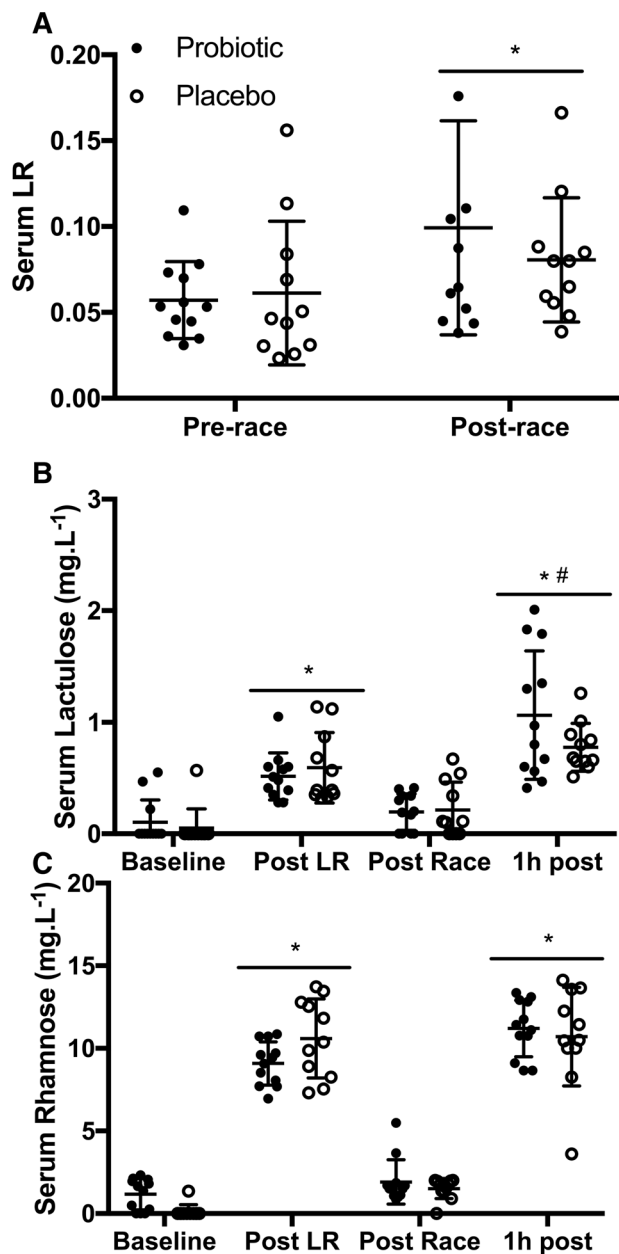 A
Probiotic
Placebo
*
Serum LR
0.20
0.15
0.10
0.05
0.00
Pre-race
Post-race
B
Serum Lactulose (mg.L-1)
3
2
1
0
*
* #
Baseline
Post LR
Post Race
1h post
C
Serum Rhamnose (mg.L-1)
20
15
10
5
0
*
*
Baseline
Post LR
Post Race
1h post